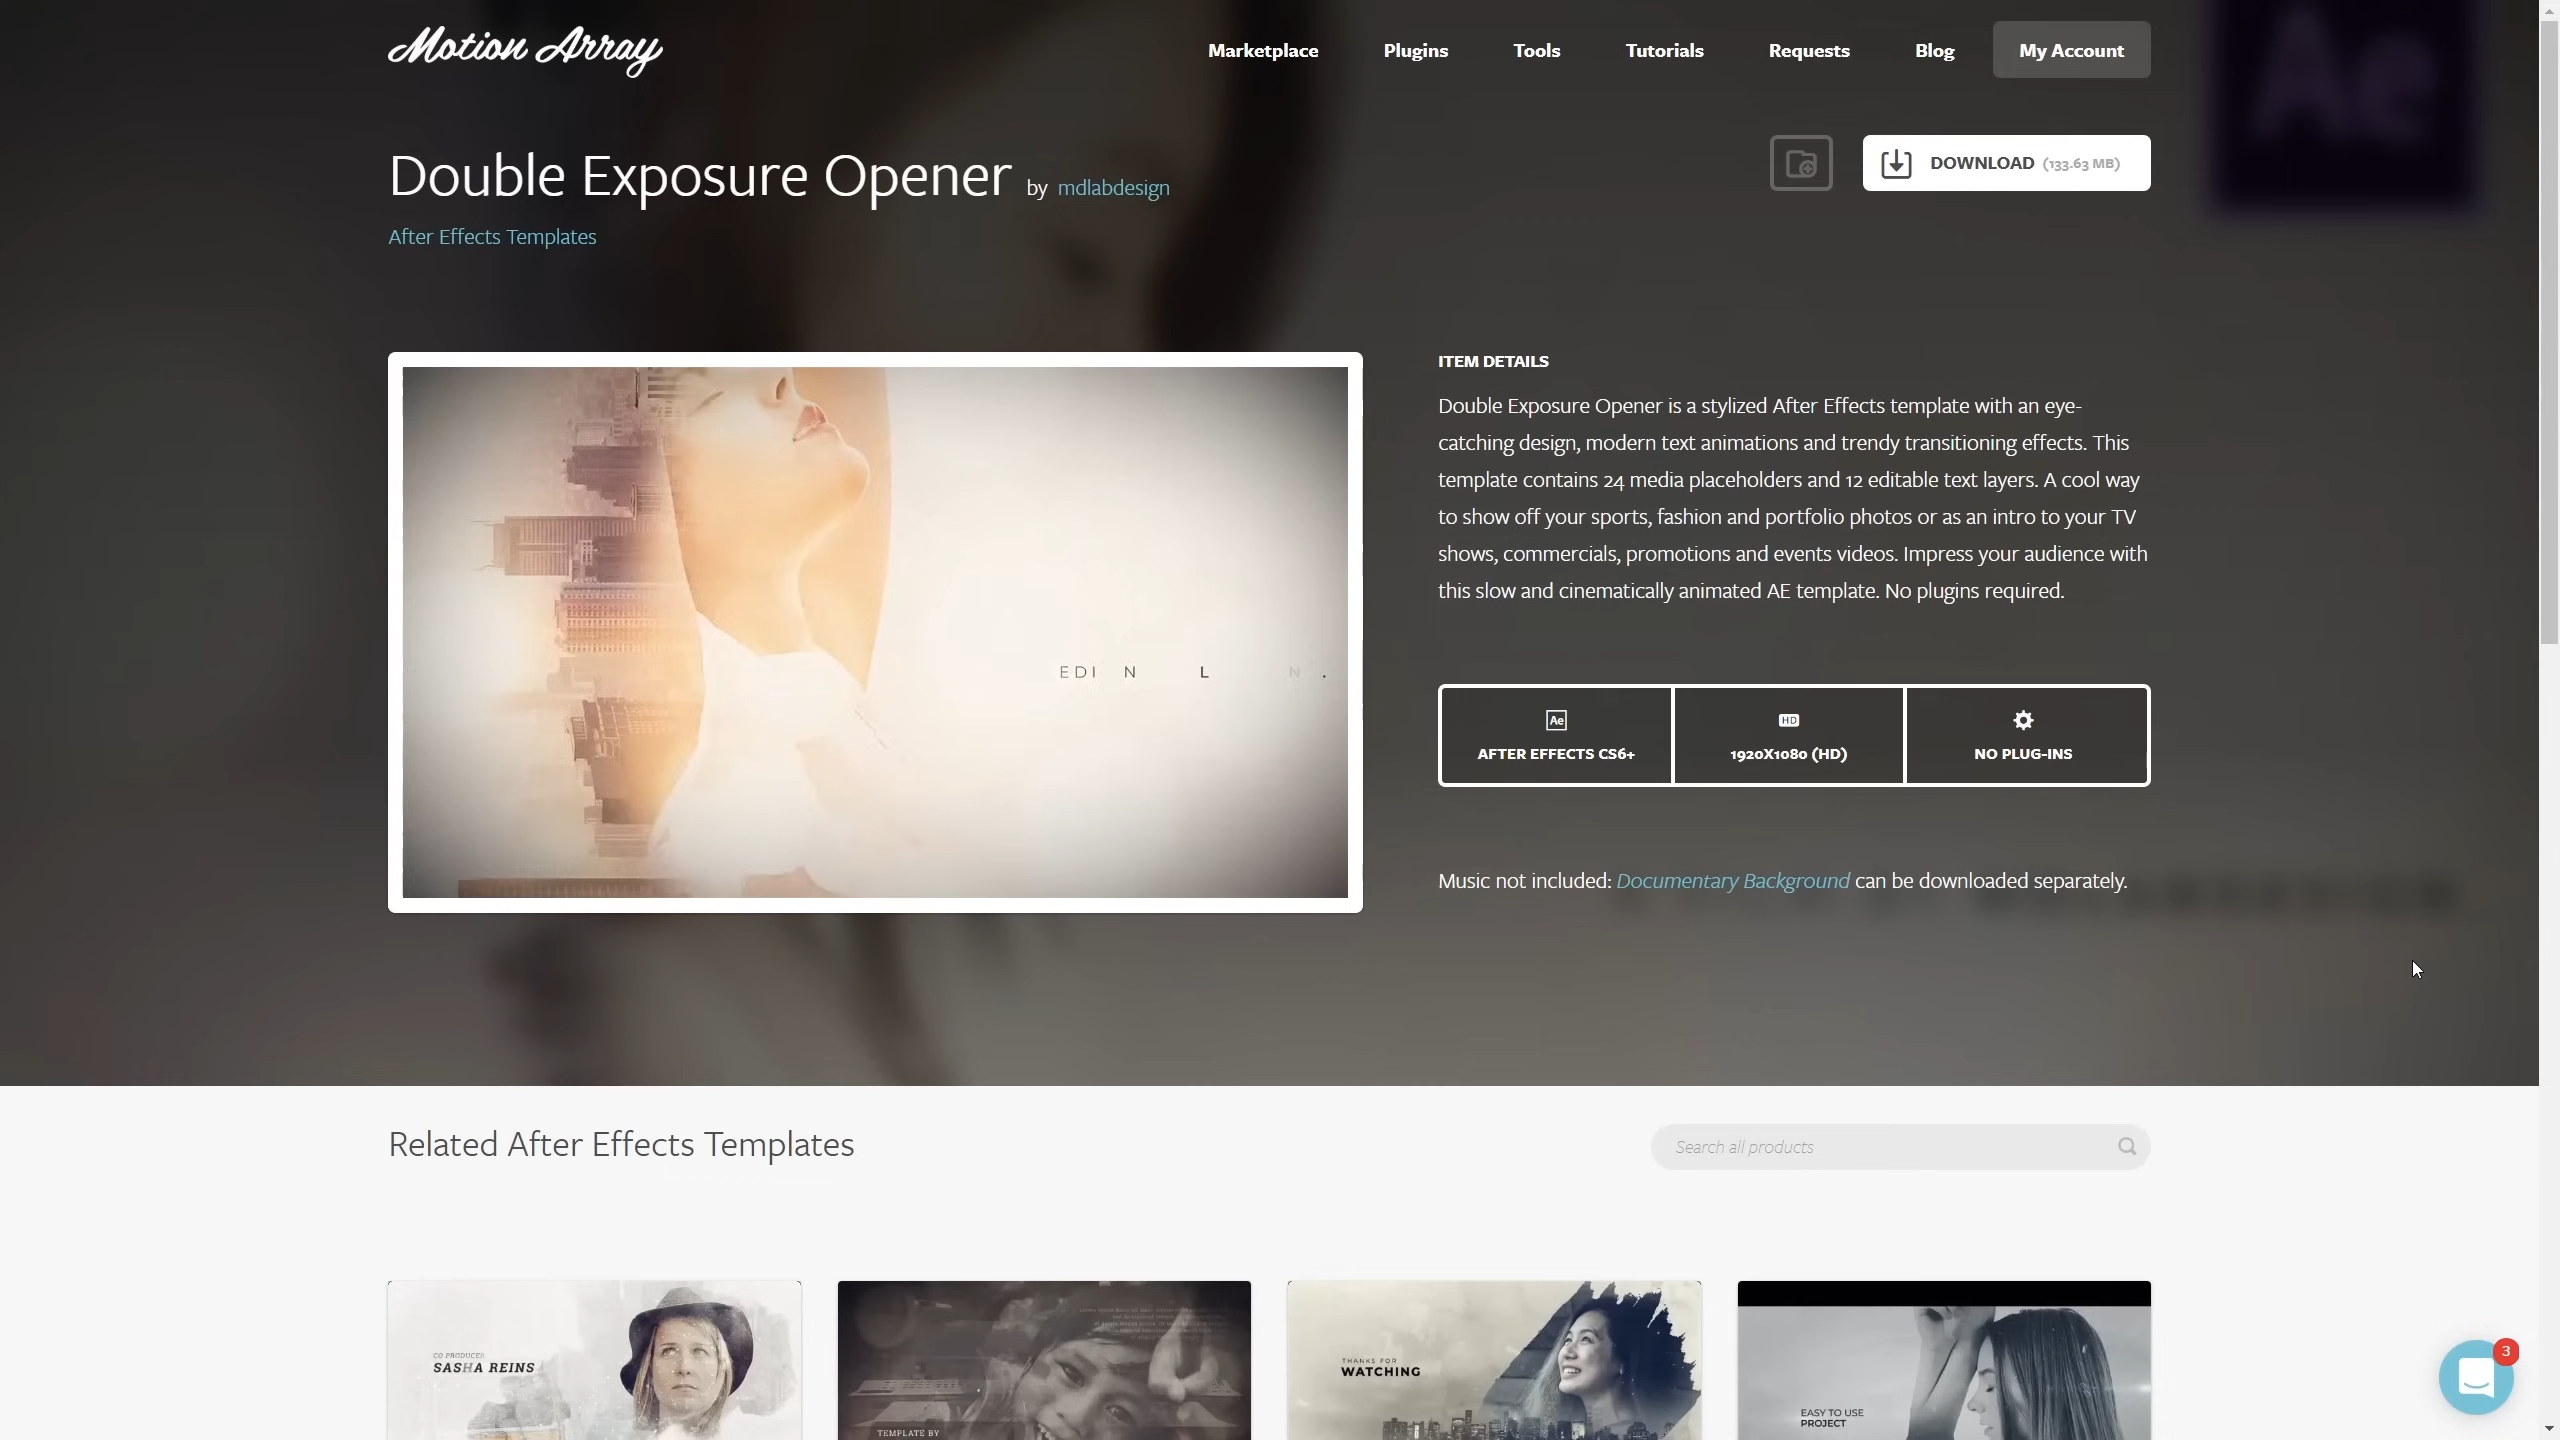 Motion Array
Marketplace
Plugins
Tools
Tutorials
Requests
Blog
My Account
Double Exposure Opener by mdlabdesign
DOWNLOAD (133.63 MB)
After Effects Templates
ITEM DETAILS
Double Exposure Opener is a stylized After Effects template with an eye-
catching design, modern text animations and trendy transitioning effects. This
template contains 24 media placeholders and 12 editable text layers. A cool way
to show off your sports, fashion and portfolio photos or as an intro to your TV
shows, commercials, promotions and events videos. Impress your audience with
this slow and cinematically animated AE template. No plugins required.
EDI N L N .
Ae
HD
AFTER EFFECTS CS6+
1920X1080 (HD)
NO PLUG-INS
Music not included: Documentary Background can be downloaded separately.
Related After Effects Templates
Search all products
CO PRODUCER
SASHA REINS
TEMPLATE BY
THANKS FOR
WATCHING
EASY TO USE
PROJECT
3